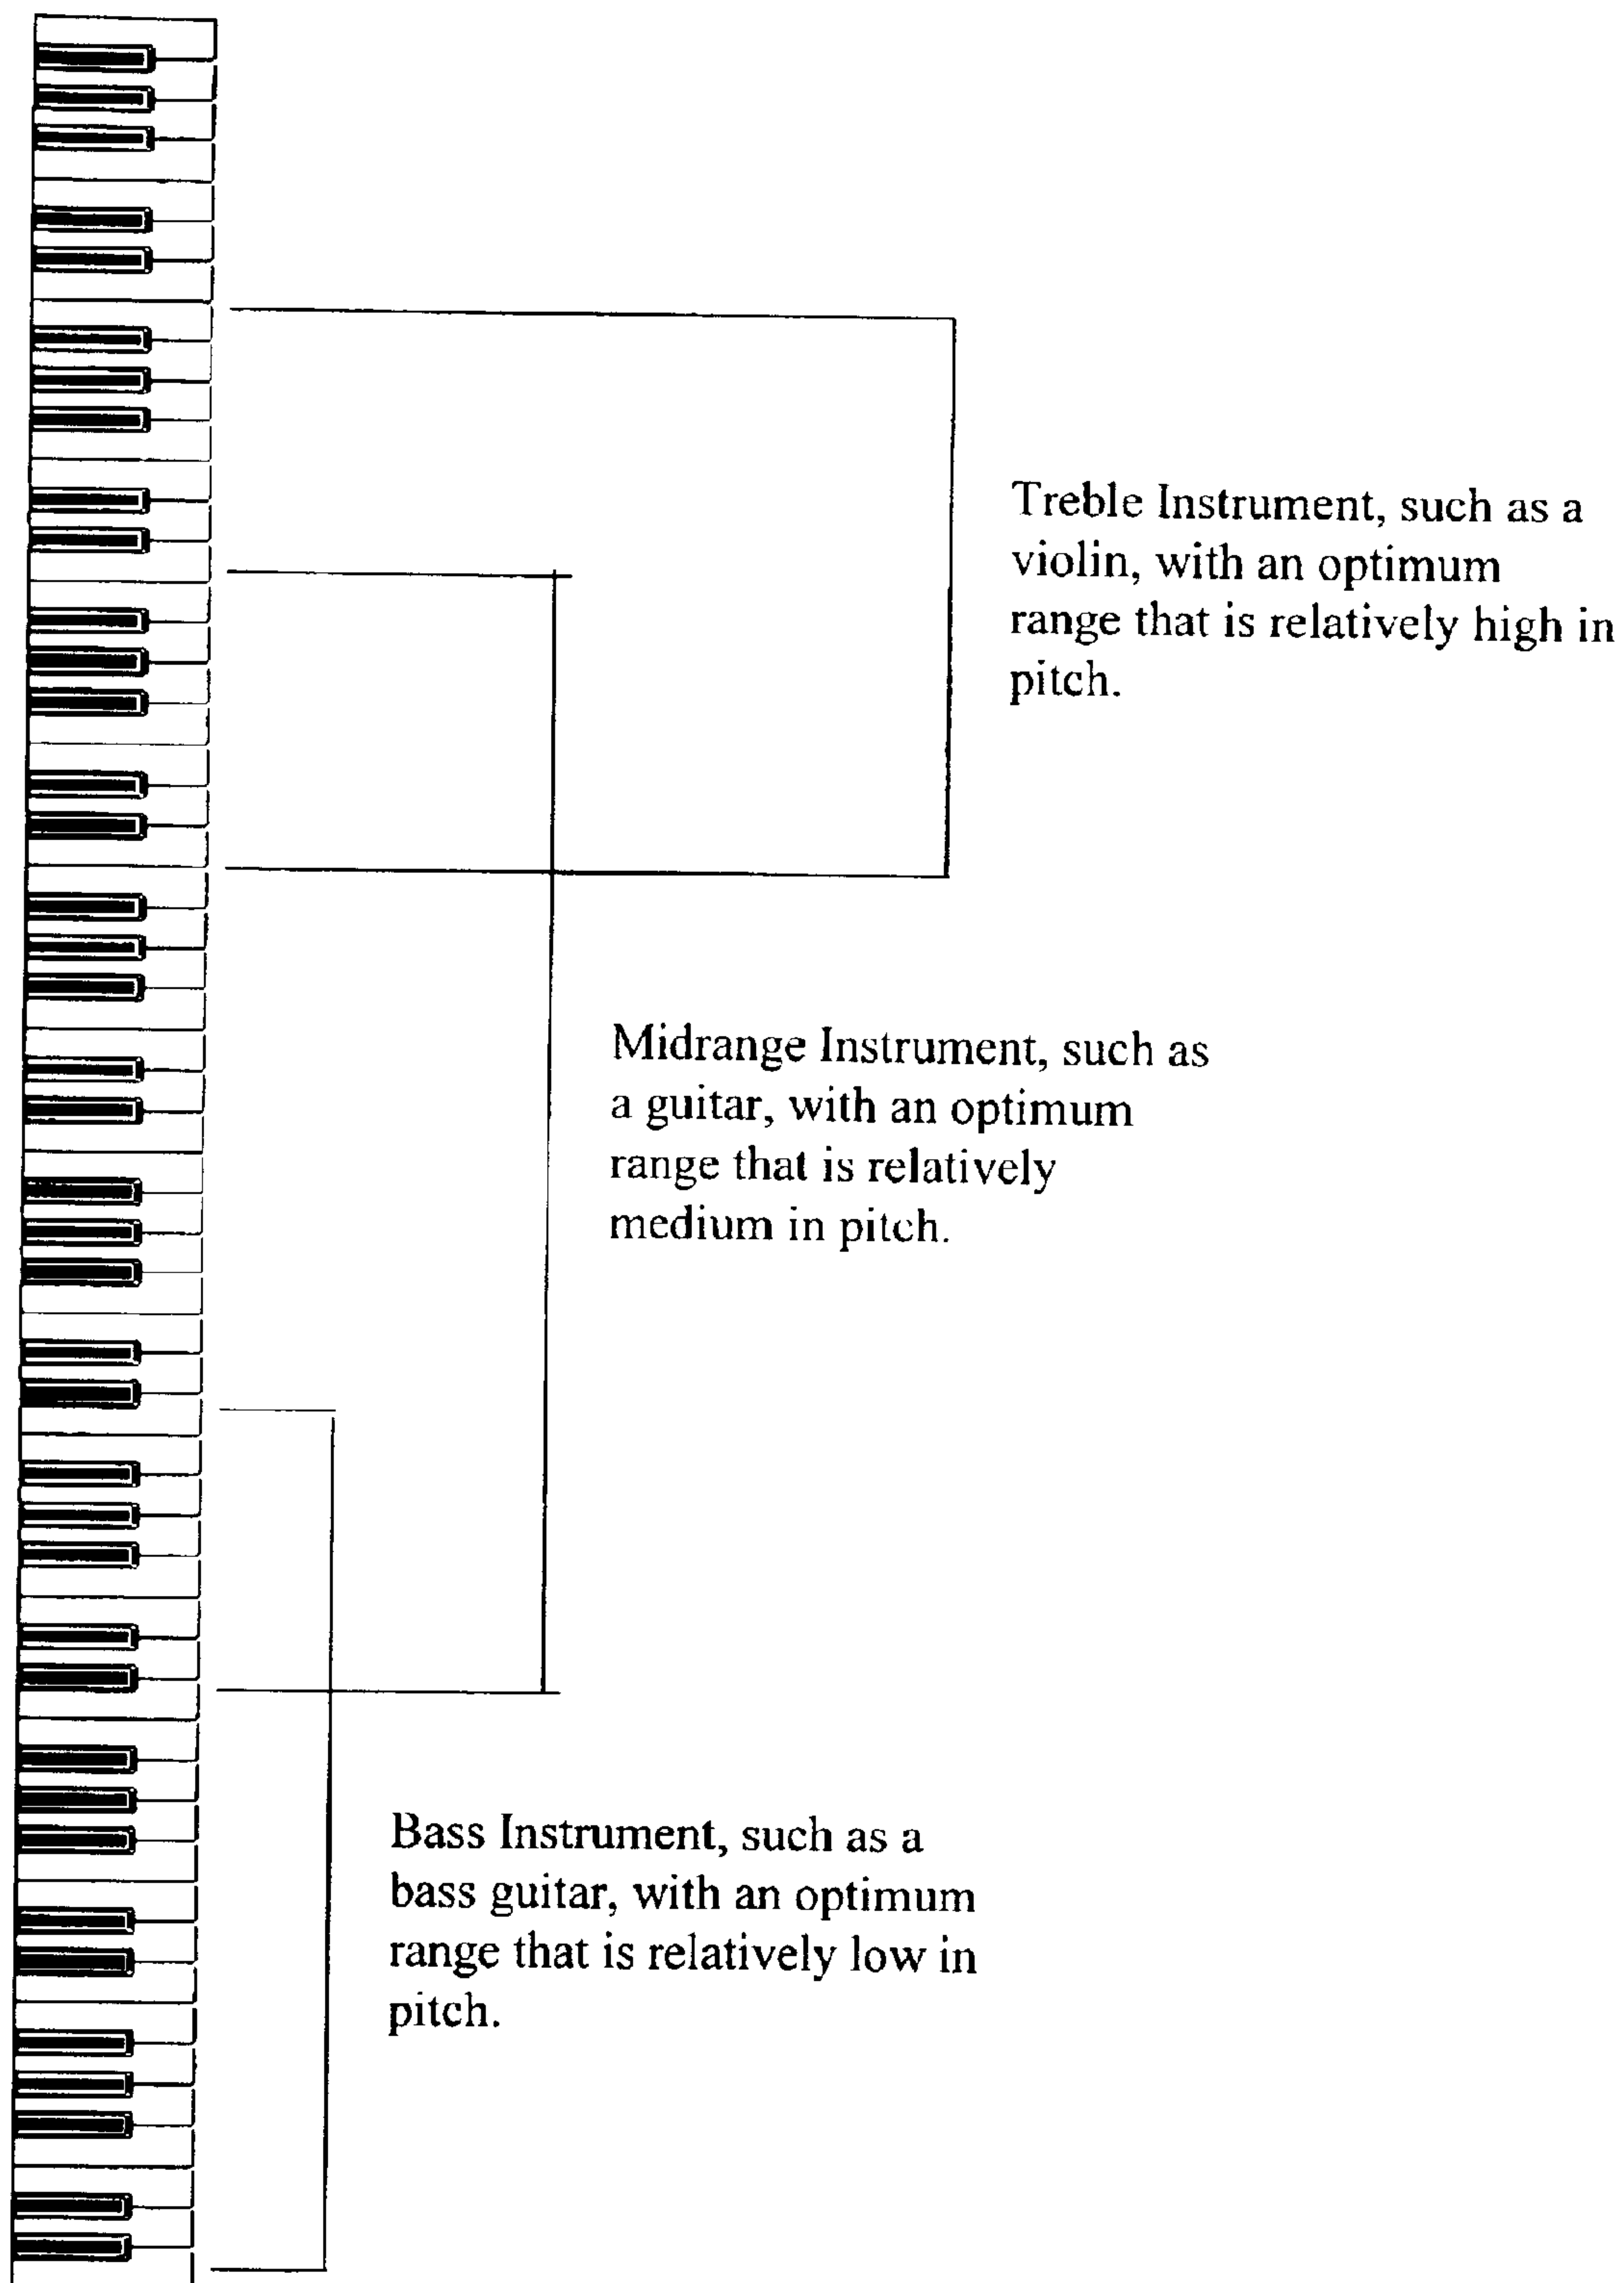 Treble Instrument, such as a
violin, with an optimum
range that is relatively high in
pitch.
Midrange Instrument, such as
a guitar, with an optimum
range that is relatively
medium in pitch.
Bass Instrument, such as a
bass guitar, with an optimum
range that is relatively low in
pitch.